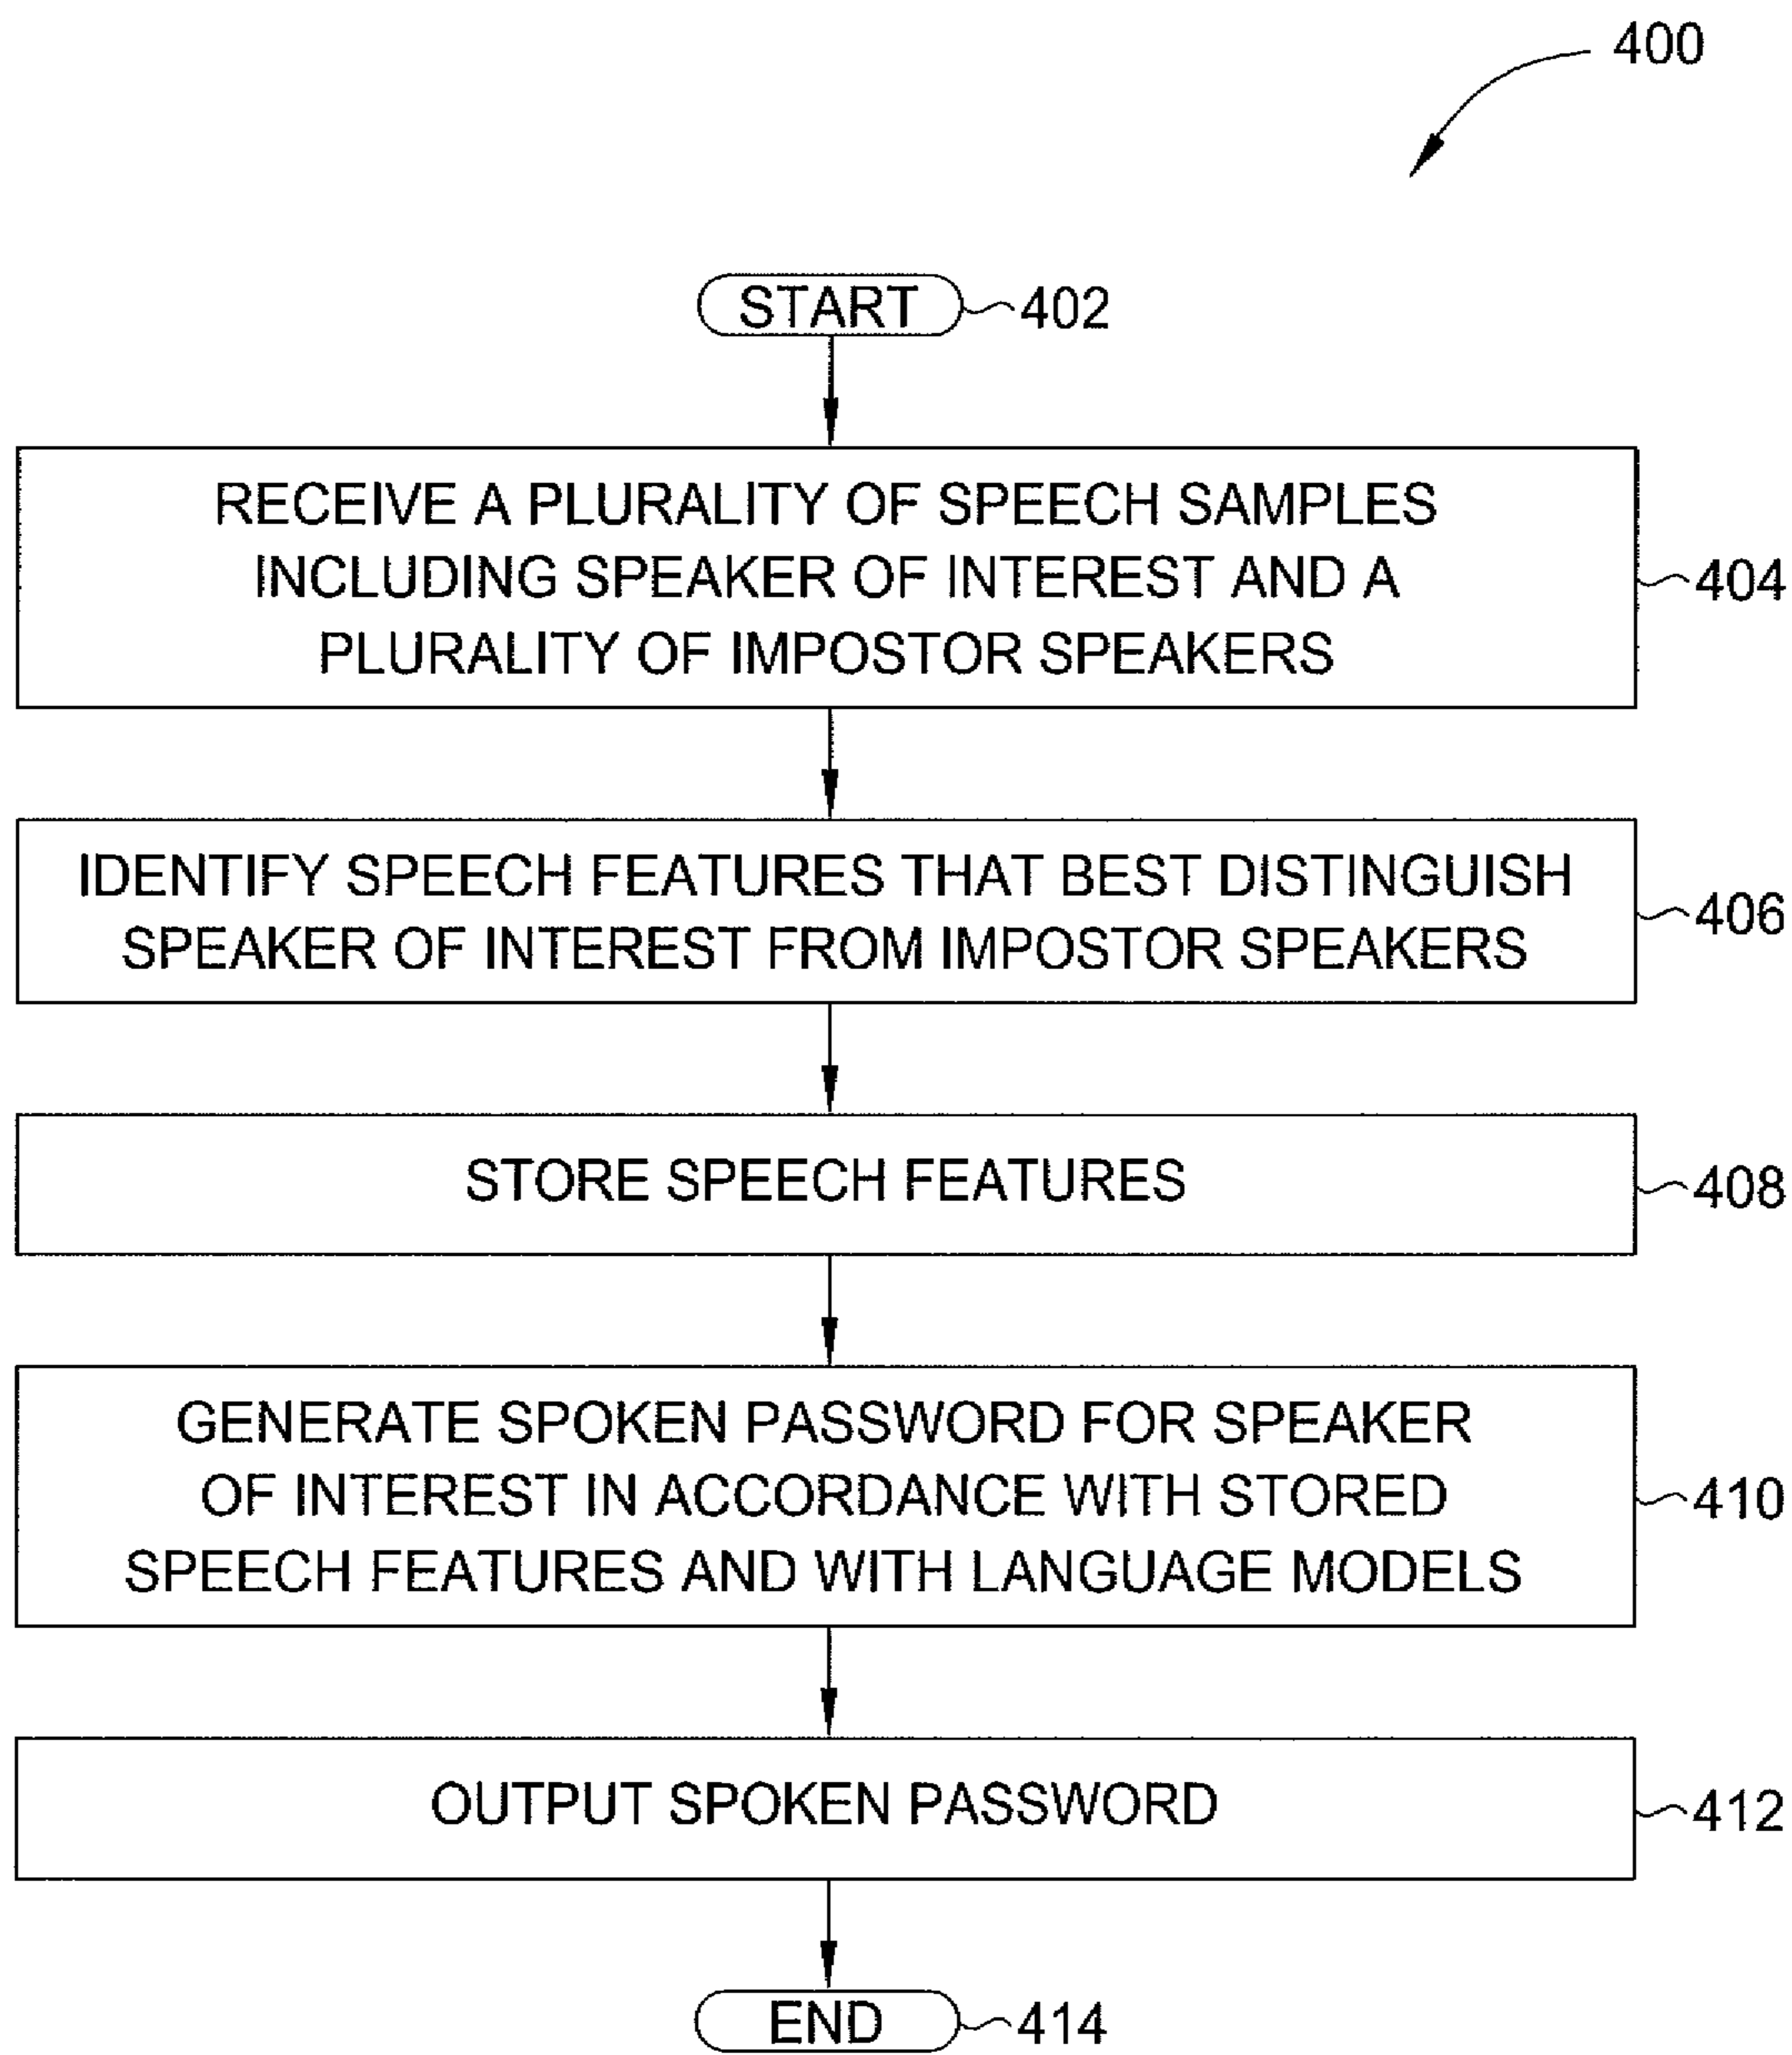 400
START 402
RECEIVE A PLURALITY OF SPEECH SAMPLES
INCLUDING SPEAKER OF INTEREST AND A
PLURALITY OF IMPOSTOR SPEAKERS
404
IDENTIFY SPEECH FEATURES THAT BEST DISTINGUISH
SPEAKER OF INTEREST FROM IMPOSTOR SPEAKERS
406
STORE SPEECH FEATURES
408
GENERATE SPOKEN PASSWORD FOR SPEAKER
OF INTEREST IN ACCORDANCE WITH STORED
SPEECH FEATURES AND WITH LANGUAGE MODELS
410
OUTPUT SPOKEN PASSWORD
412
END 414